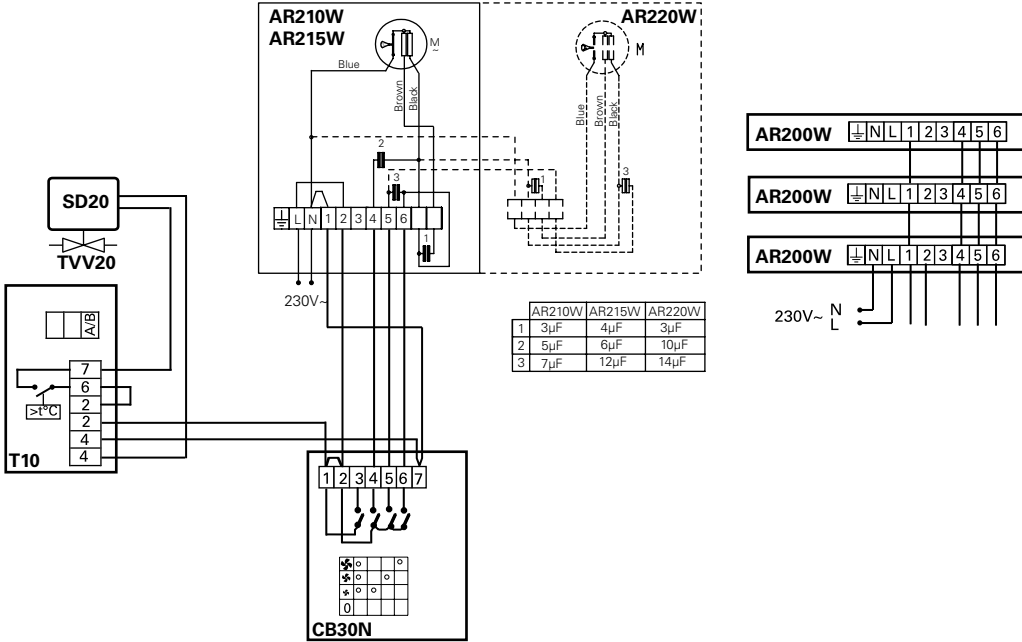 AR210W
AR215W
M
~
Blue
Brown
Black
2
3
L N 1 2 3 4 5 6
1
230V~
AR220W
M
Blue
Brown
Black
1
3
AR210W AR215W AR220W
1 3µF 4µF 3µF
2 5µF 6µF 10µF
3 7µF 12µF 14µF
AR200W N L 1 2 3 4 5 6
AR200W N L 1 2 3 4 5 6
AR200W N L 1 2 3 4 5 6
230V~ N
L
SD20
TVV20
A/B
7
6
2
2
4
4
>t°C
T10
1 2 3 4 5 6 7
0
CB30N